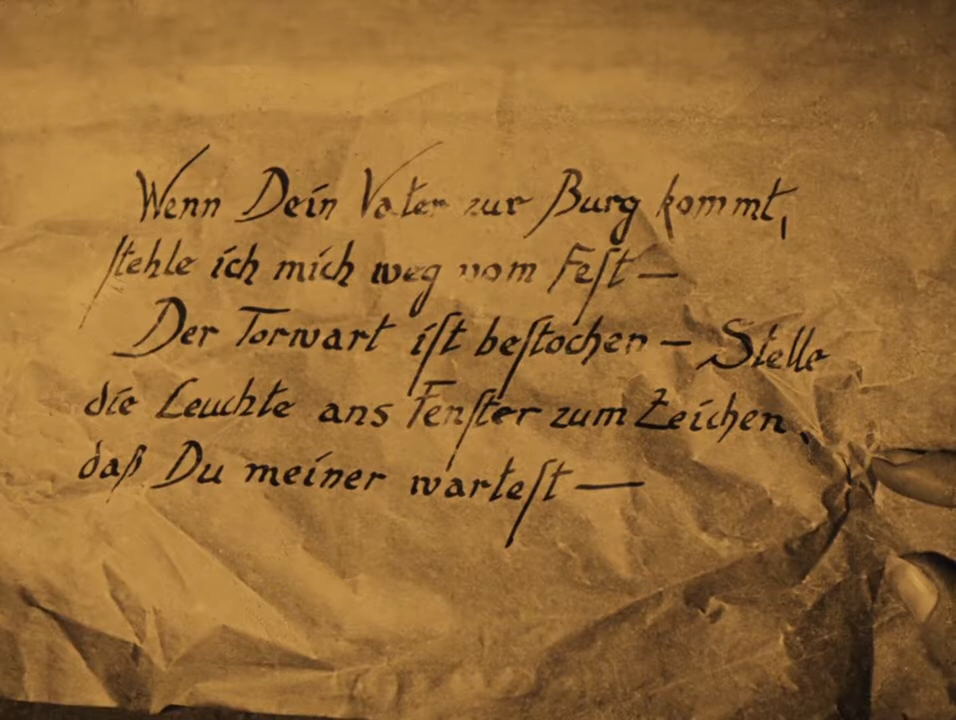 Wenn Dein Vater zur Burg kommt,
ſtehle ich mich weg vom Feſt —
Der Torwart iſt beſtochen — Stelle
die Leuchte ans Fenſter zum Zeichen,
daß Du meiner warteſt —